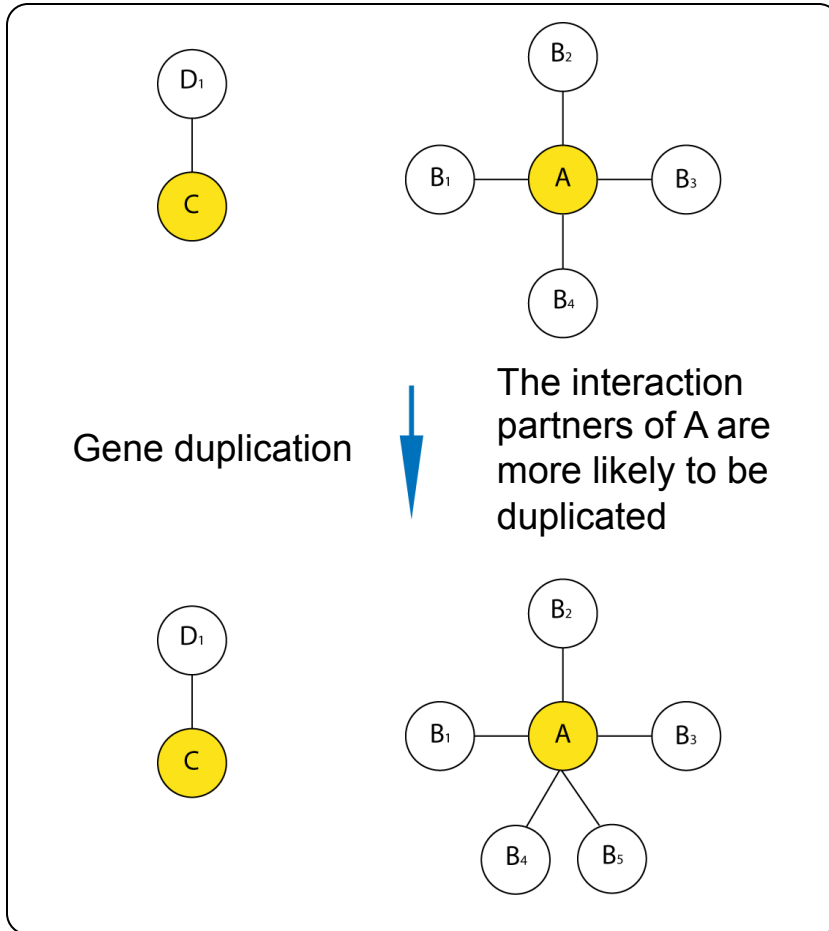 D₁
C
B₂
B₁ A B₃
B₄
Gene duplication
The interaction
partners of A are
more likely to be
duplicated
D₁
C
B₂
B₁ A B₃
B₄ B₅